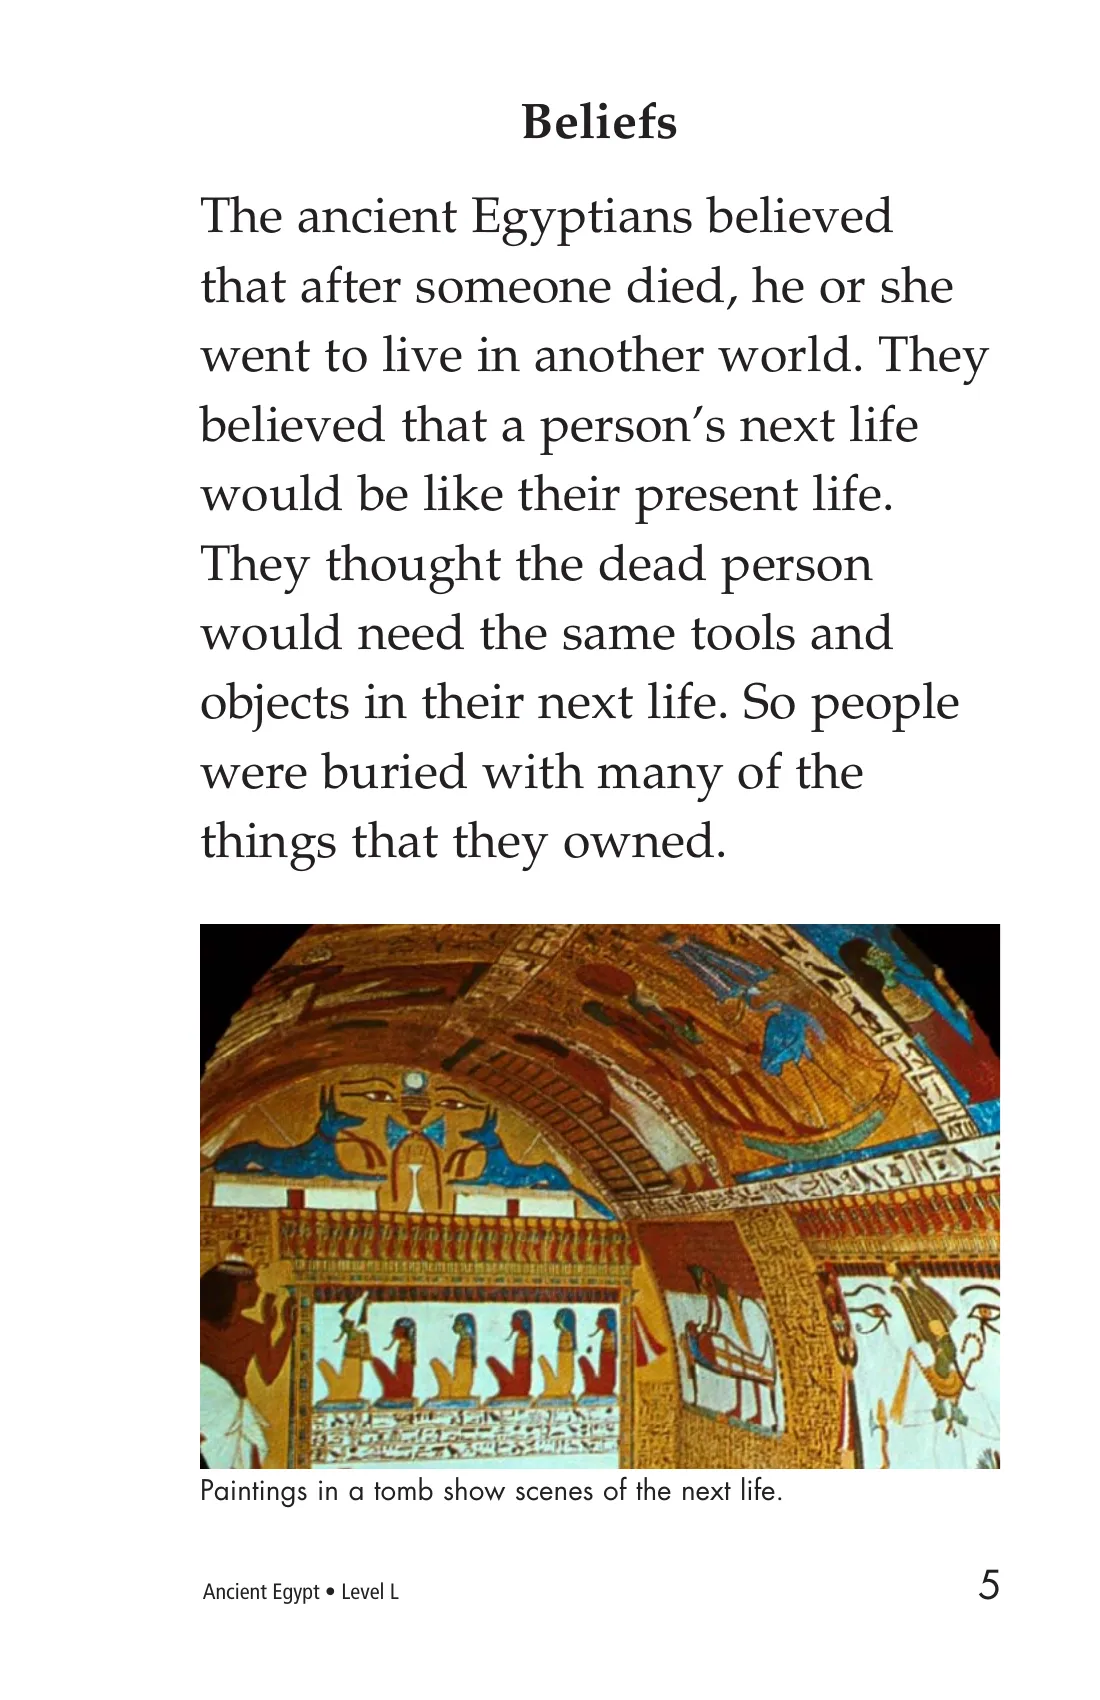 Beliefs
The ancient Egyptians believed
that after someone died, he or she
went to live in another world. They
believed that a person’s next life
would be like their present life.
They thought the dead person
would need the same tools and
objects in their next life. So people
were buried with many of the
things that they owned.
Paintings in a tomb show scenes of the next life.
Ancient Egypt • Level L
5